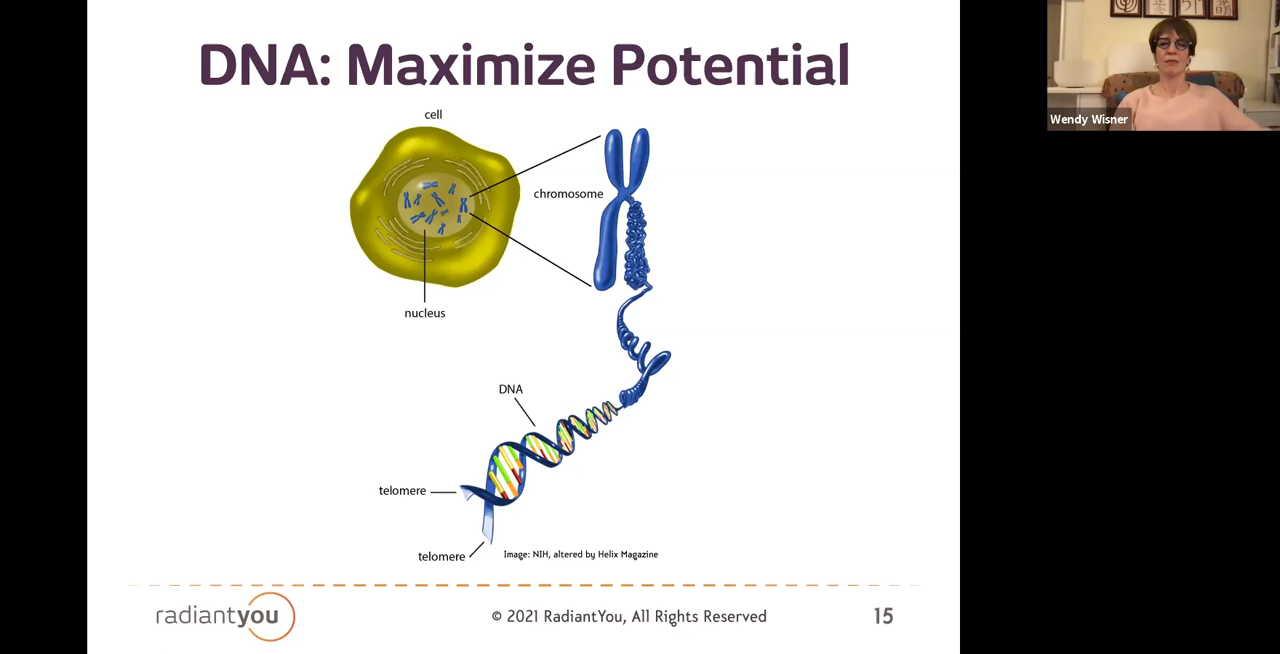 DNA: Maximize Potential
Wendy Wisner
cell
chromosome
nucleus
DNA
telomere
telomere
Image: NIH, altered by Helix Magazine
radiantyou
© 2021 RadiantYou, All Rights Reserved
15